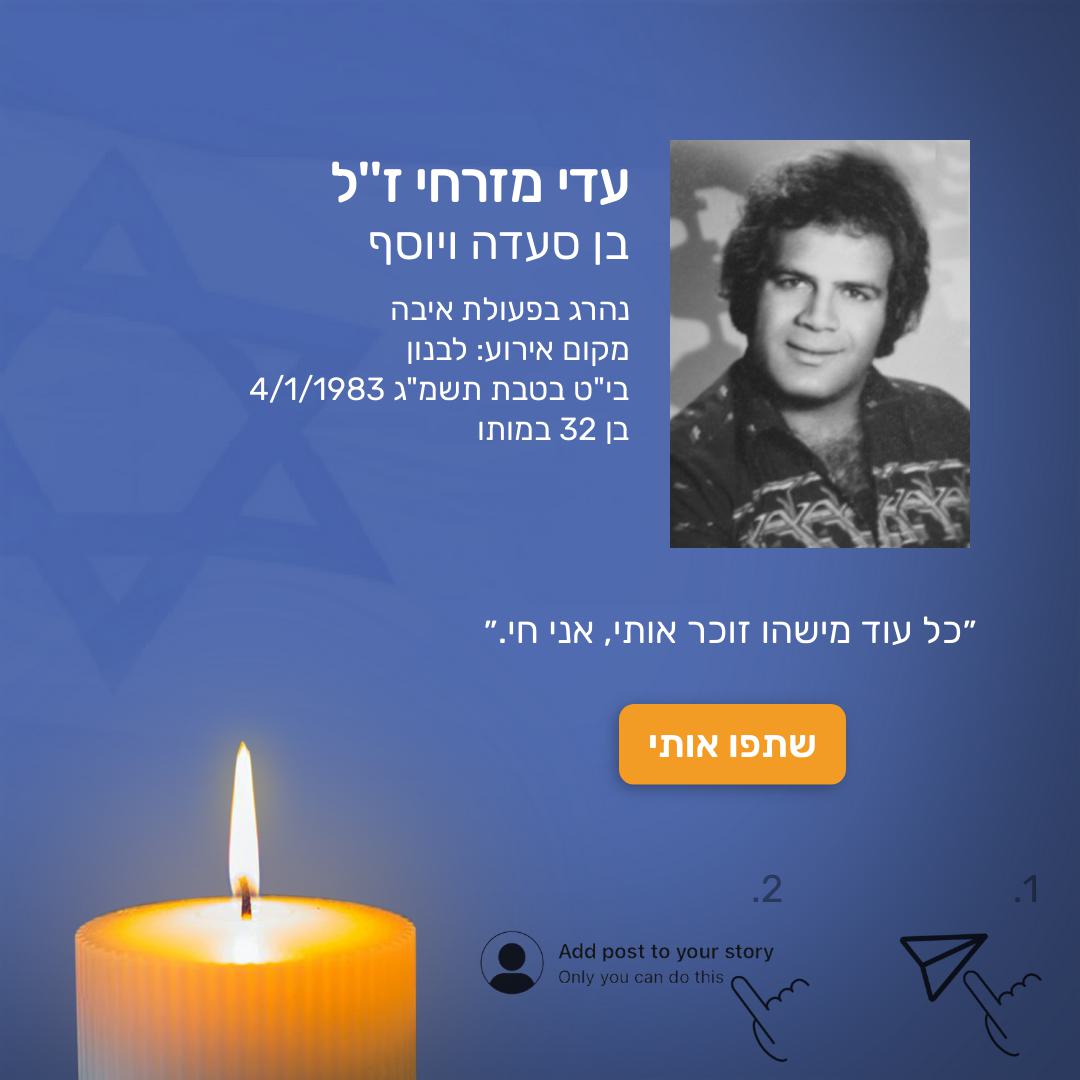 עדי מזרחי ז"ל
בן סעדה ויוסף
נהרג בפעולת איבה
מקום אירוע: לבנון
בי"ט בטבת תשמ"ג 4/1/1983
בן 32 במותו
״כל עוד מישהו זוכר אותי, אני חי.״
שתפו אותי
1.
2.
Add post to your story
Only you can do this